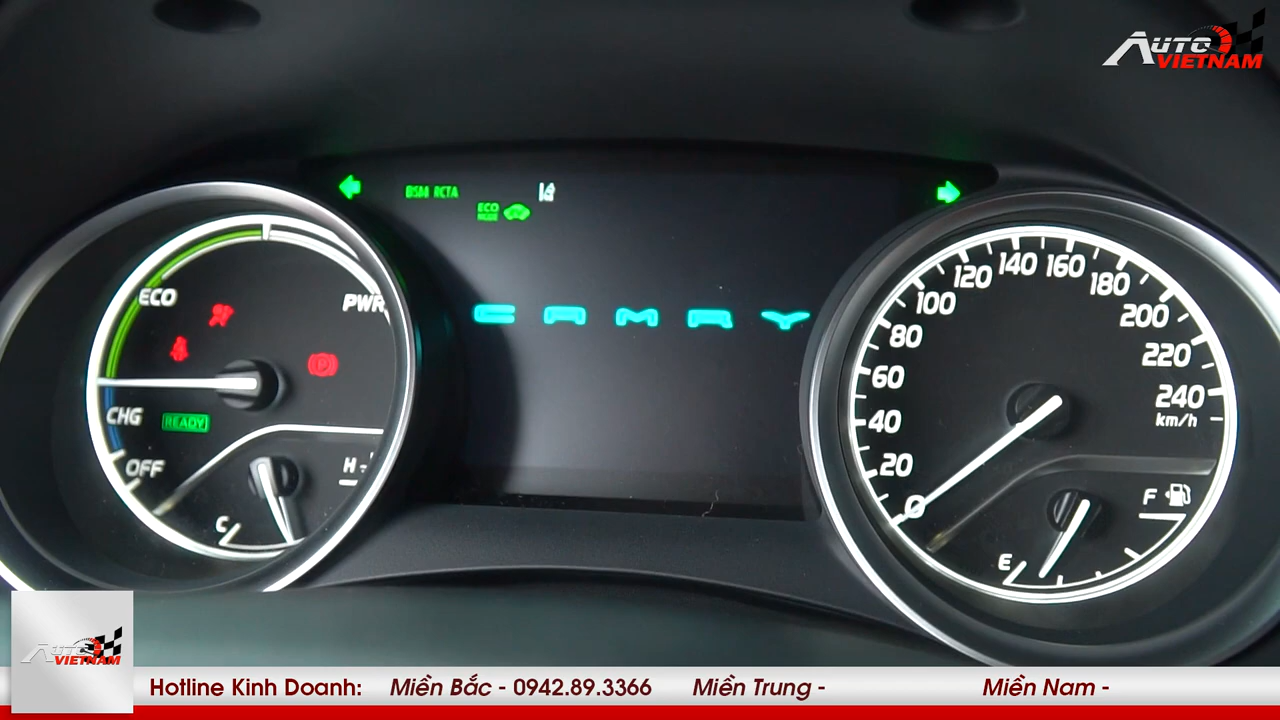 AUTO
VIETNAM
BSM RCTA
ECO
MODE
ECO
PWR
CHG
READY
OFF
H
C
CAMRY
0
20
40
60
80
100
120
140
160
180
200
220
240
km/h
F
E
P
AUTO
VIETNAM
Hotline Kinh Doanh: Miền Bắc - 0942.89.3366 Miền Trung - Miền Nam -